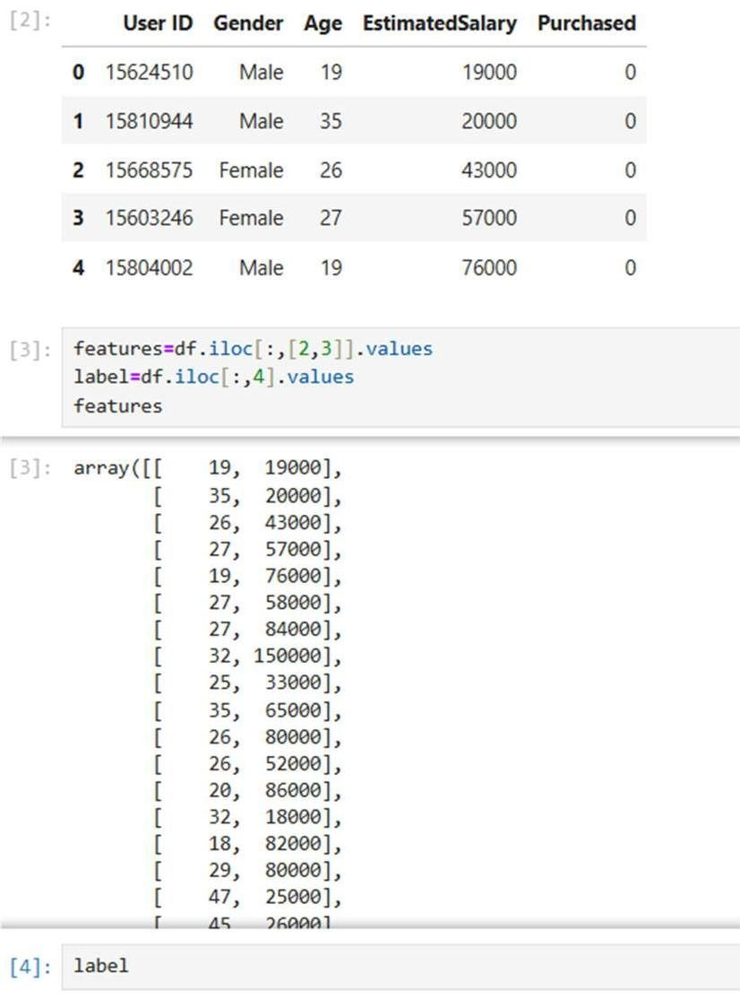 [2]: User ID Gender Age EstimatedSalary Purchased
0 15624510 Male 19 19000 0
1 15810944 Male 35 20000 0
2 15668575 Female 26 43000 0
3 15603246 Female 27 57000 0
4 15804002 Male 19 76000 0
[3]: features=df.iloc[:,[2,3]].values
label=df.iloc[:,4].values
features
[3]: array([[ 19, 19000],
[ 35, 20000],
[ 26, 43000],
[ 27, 57000],
[ 19, 76000],
[ 27, 58000],
[ 27, 84000],
[ 32, 150000],
[ 25, 33000],
[ 35, 65000],
[ 26, 80000],
[ 26, 52000],
[ 20, 86000],
[ 32, 18000],
[ 18, 82000],
[ 29, 80000],
[ 47, 25000],
[ 45 26000]
[4]: label